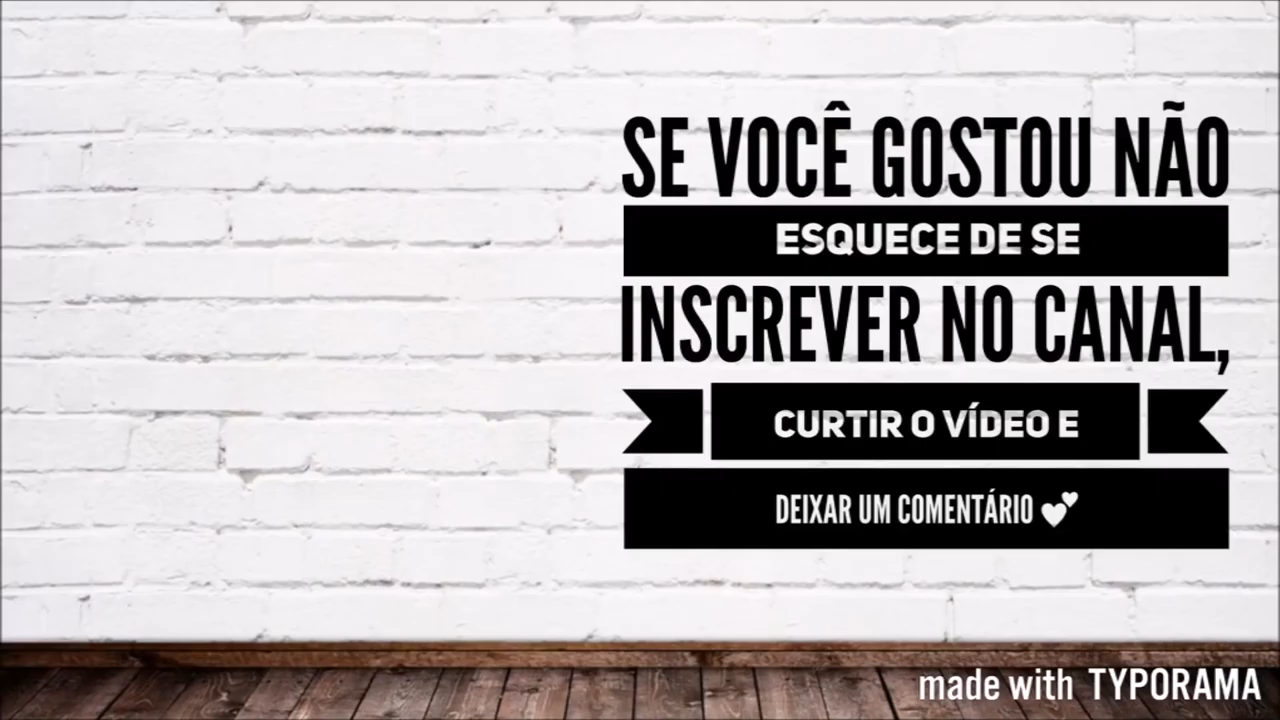 SE VOCÊ GOSTOU NÃO
ESQUECE DE SE
INSCREVER NO CANAL,
CURTIR O VÍDEO E
DEIXAR UM COMENTÁRIO 💕
made with TYPORAMA